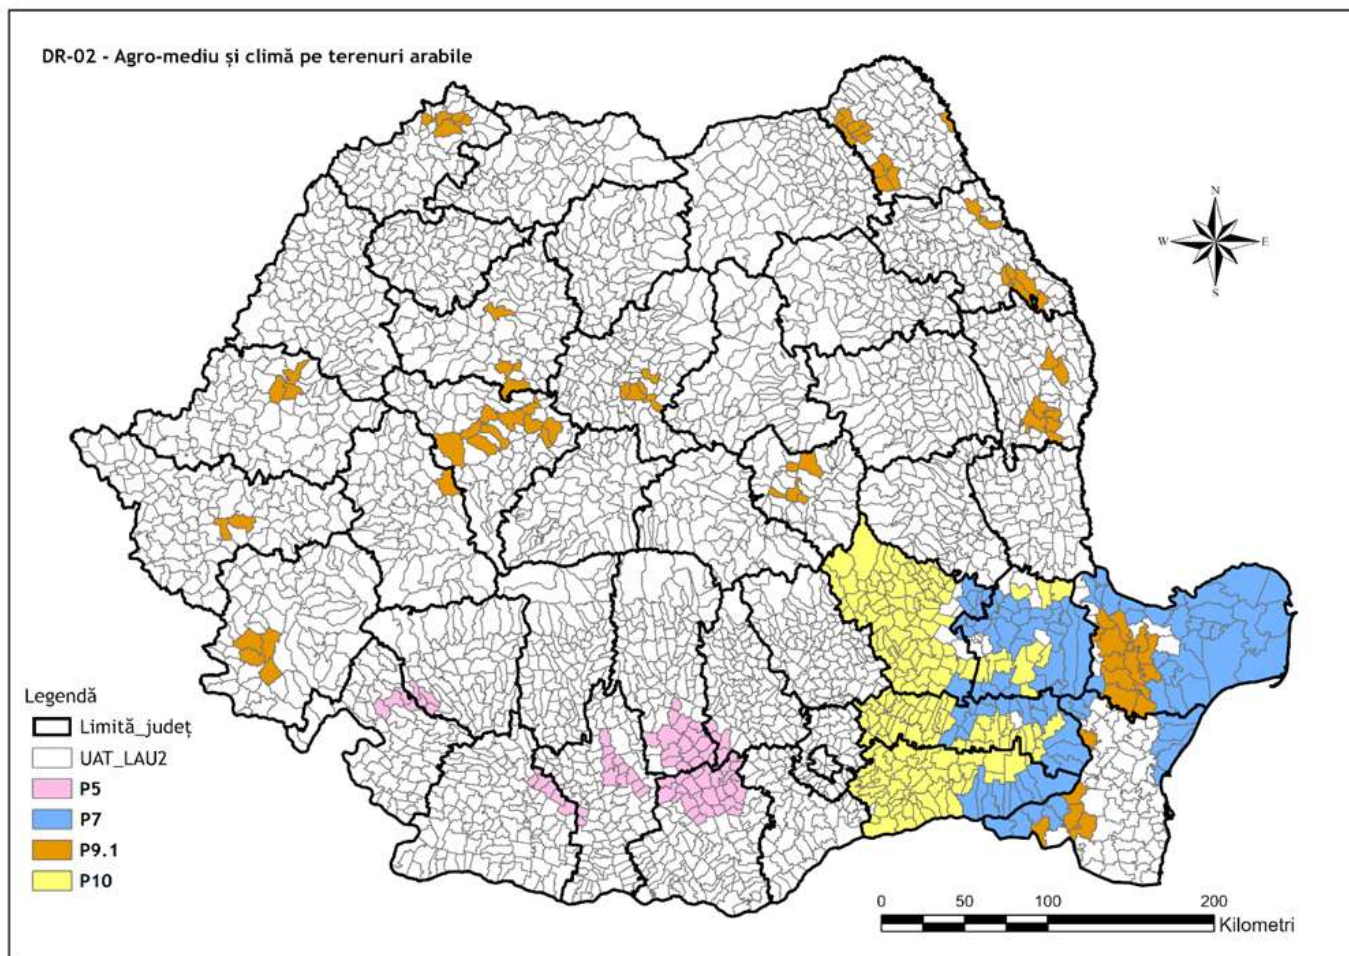 DR-02 - Agro-mediu și climă pe terenuri arabile
N
W E
S
Legendă
Limită_județ
UAT_LAU2
P5
P7
P9.1
P10
0 50 100 200
Kilometri